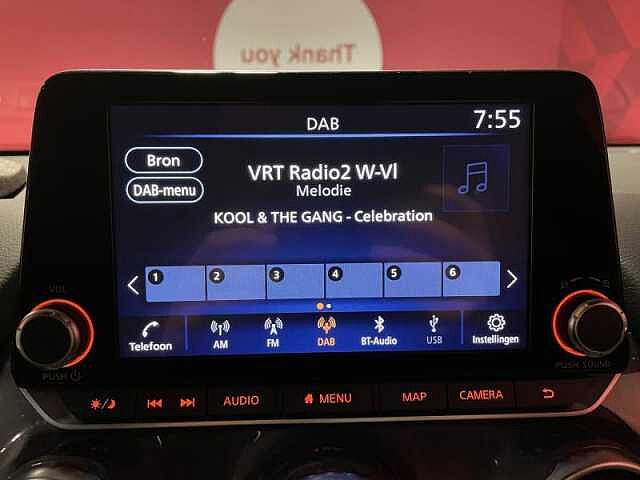 Thank you
DAB
7:55
Bron
DAB-menu
VRT Radio2 W-Vl
Melodie
KOOL & THE GANG - Celebration
1 2 3 4 5 6
Telefoon AM FM DAB BT-Audio USB Instellingen
VOL
PUSH
PUSH SOUND
AUDIO MENU MAP CAMERA